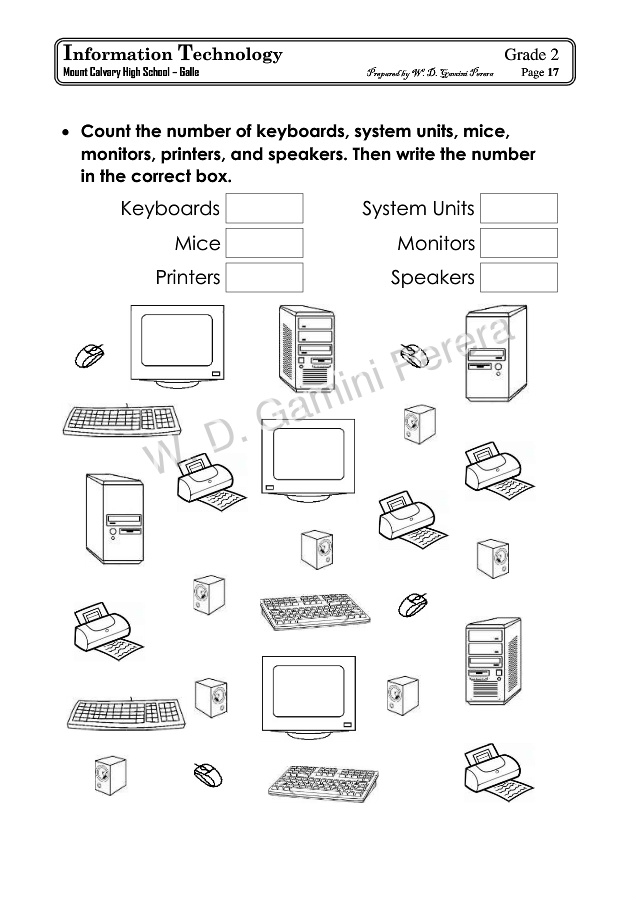 Information Technology Grade 2
Mount Calvary High School – Galle Prepared by W. D. Gamini Perera Page 17
• Count the number of keyboards, system units, mice,
monitors, printers, and speakers. Then write the number
in the correct box.
Keyboards System Units
Mice Monitors
Printers Speakers
W. D. Gamini Perera